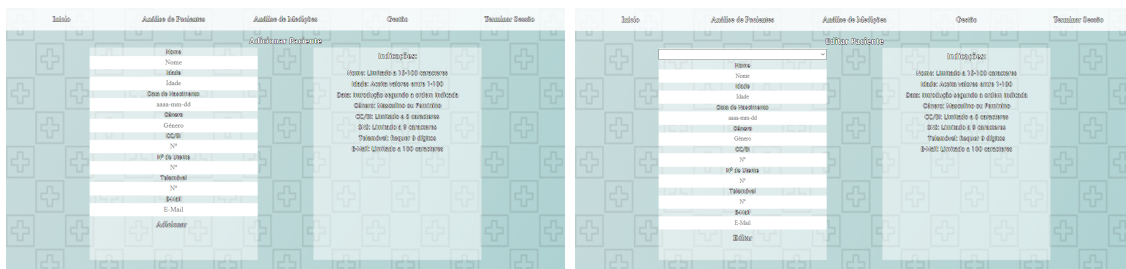 Início Análise de Pacientes Análise de Medições Gestão Terminar Sessão
Adicionar Paciente
Nome
Nome
Idade
Idade
Data de Nascimento
aaaa-mm-dd
Género
Género
CC/BI
Nº
Nº de Utente
Nº
Telemóvel
Nº
E-Mail
E-Mail
Adicionar
Indicações:
Nome: Limitado a 15-100 caracteres
Idade: Aceita valores entre 1-100
Data: Introdução segundo a ordem indicada
Género: Masculino ou Feminino
CC/BI: Limitado a 8 caracteres
Limitado a 9 caracteres
Telemóvel: Requer 9 dígitos
E-Mail: Limitado a 100 caracteres
Início Análise de Pacientes Análise de Medições Gestão Terminar Sessão
Editar Paciente
Nome
Nome
Idade
Idade
Data de Nascimento
aaaa-mm-dd
Género
Género
CC/BI
Nº
Nº de Utente
Nº
Telemóvel
Nº
E-Mail
E-Mail
Editar
Indicações:
Nome: Limitado a 15-100 caracteres
Idade: Aceita valores entre 1-100
Data: Introdução segundo a ordem indicada
Género: Masculino ou Feminino
CC/BI: Limitado a 8 caracteres
Limitado a 9 caracteres
Telemóvel: Requer 9 dígitos
E-Mail: Limitado a 100 caracteres